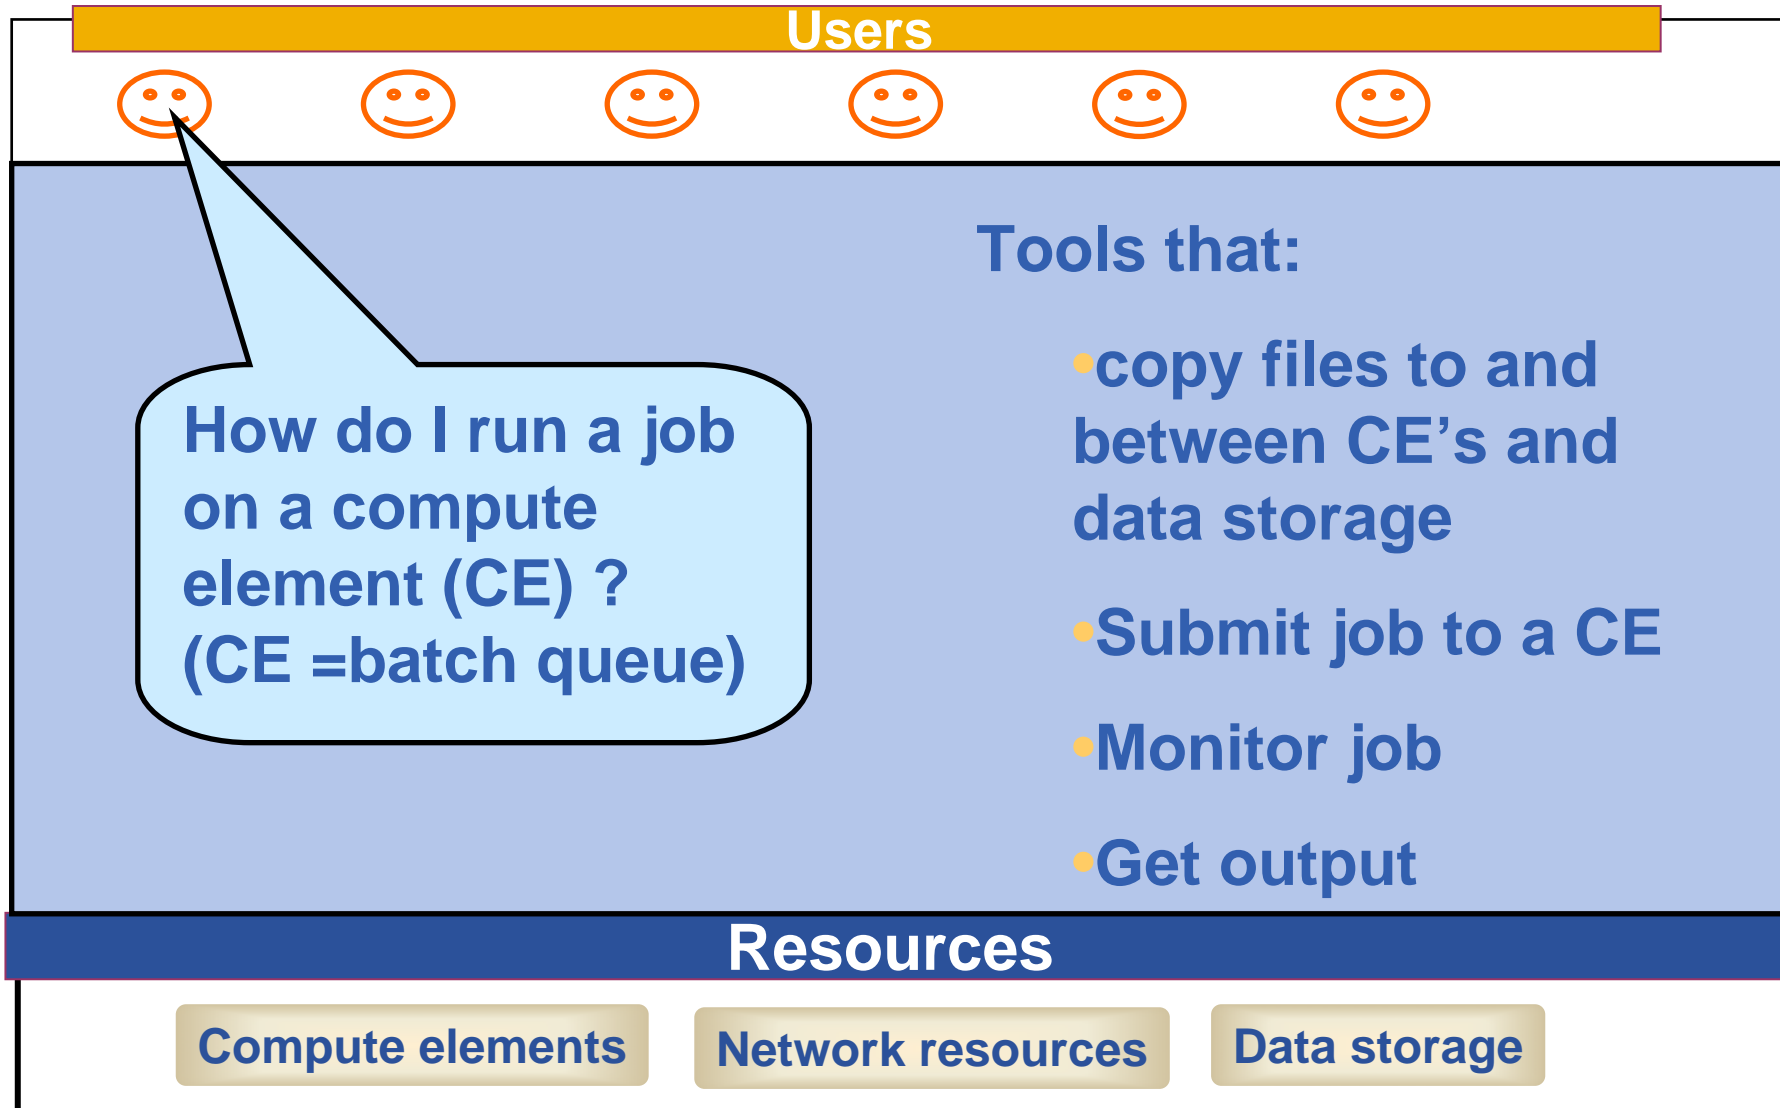 Users
How do I run a job
on a compute
element (CE) ?
(CE =batch queue)
Tools that:
•copy files to and
between CE’s and
data storage
•Submit job to a CE
•Monitor job
•Get output
Resources
Compute elements
Network resources
Data storage